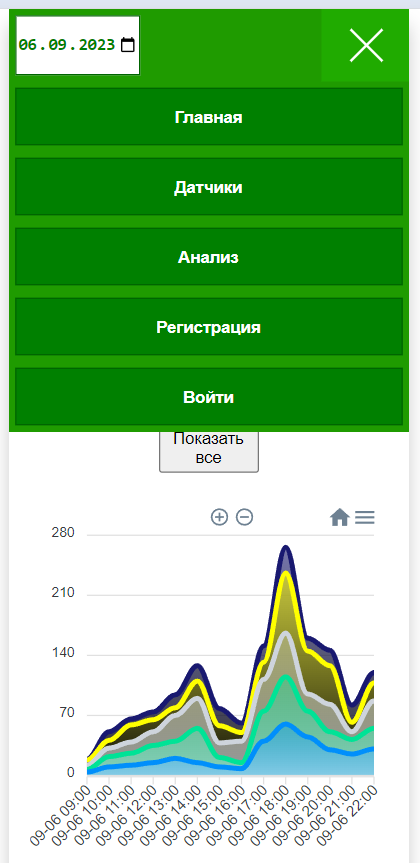 06.09.2023
Главная
Датчики
Анализ
Регистрация
Войти
Показать
все
280
210
140
70
0
09-06 09:00
09-06 10:00
09-06 11:00
09-06 12:00
09-06 13:00
09-06 14:00
09-06 15:00
09-06 16:00
09-06 17:00
09-06 18:00
09-06 19:00
09-06 20:00
09-06 21:00
09-06 22:00